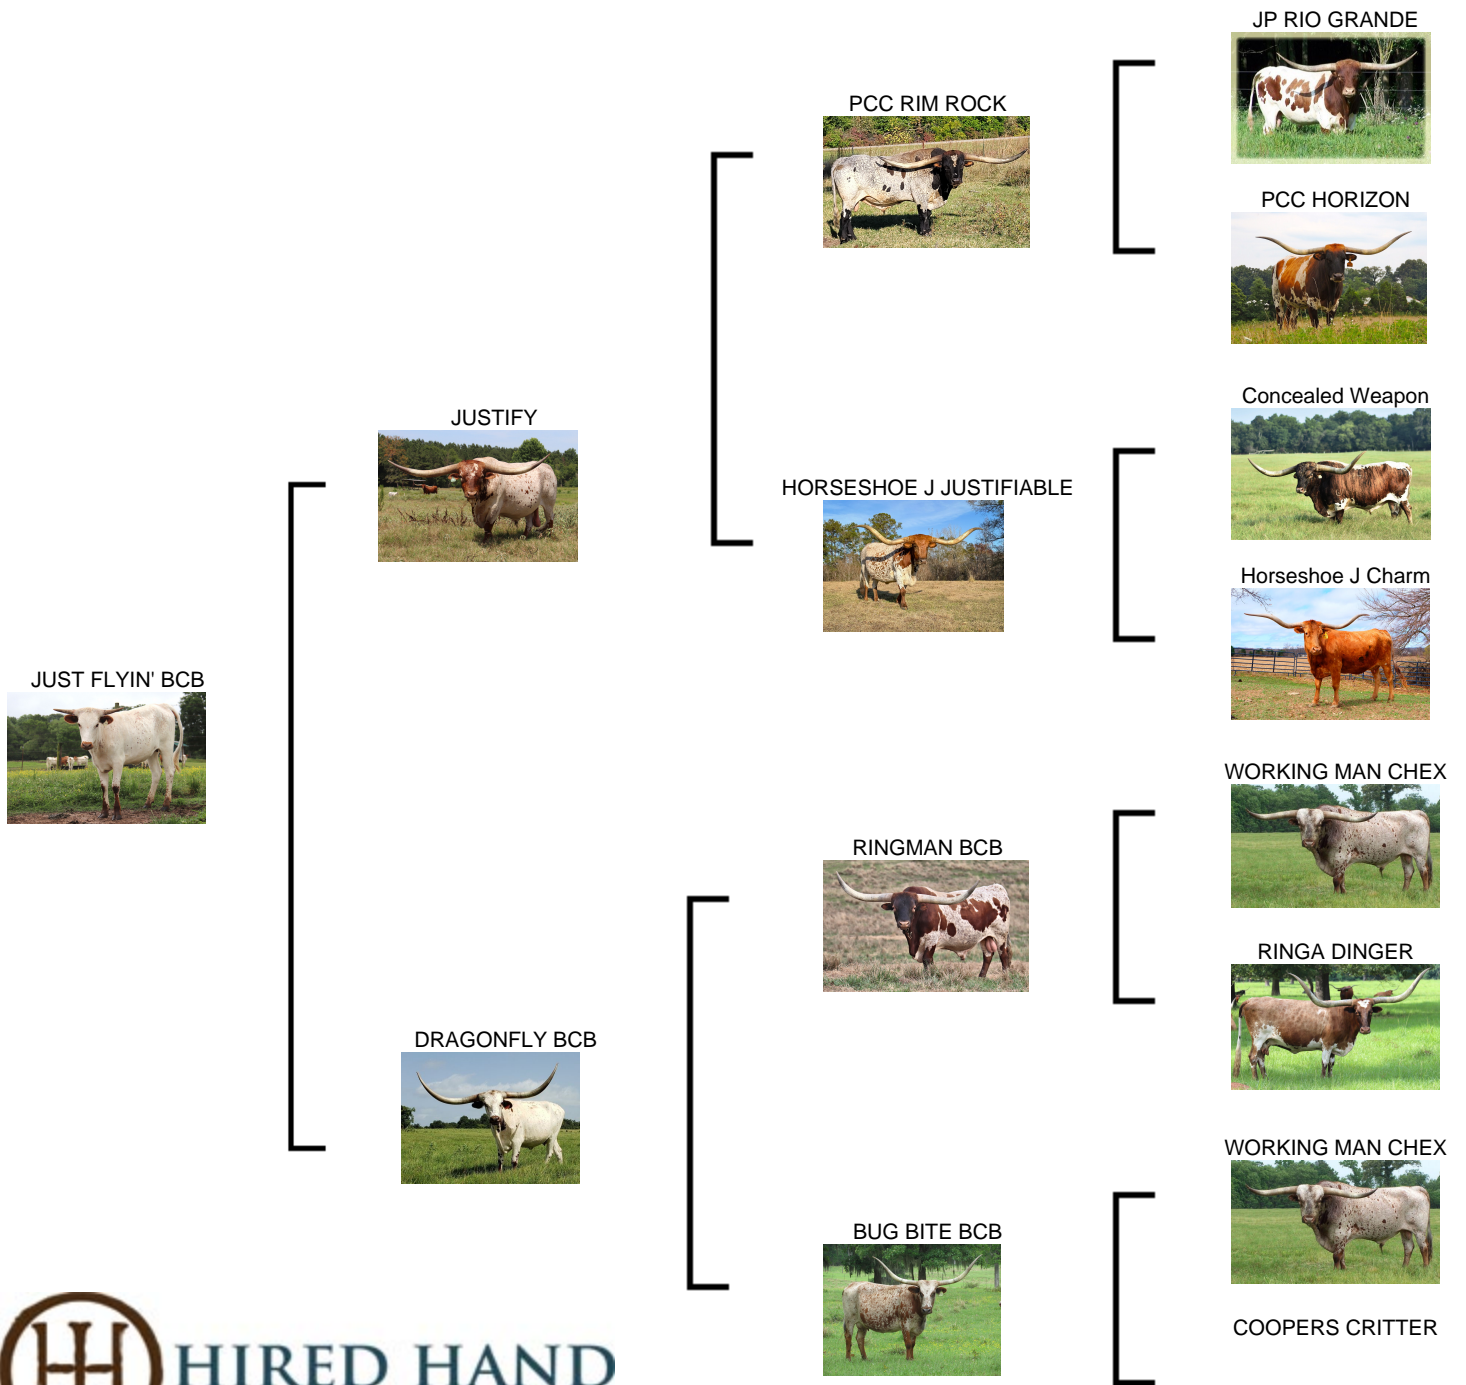 JP RIO GRANDE
PCC RIM ROCK
PCC HORIZON
Concealed Weapon
JUSTIFY
HORSESHOE J JUSTIFIABLE
Horseshoe J Charm
JUST FLYIN' BCB
WORKING MAN CHEX
RINGMAN BCB
RINGA DINGER
DRAGONFLY BCB
WORKING MAN CHEX
BUG BITE BCB
COOPERS CRITTER
HIRED HAND